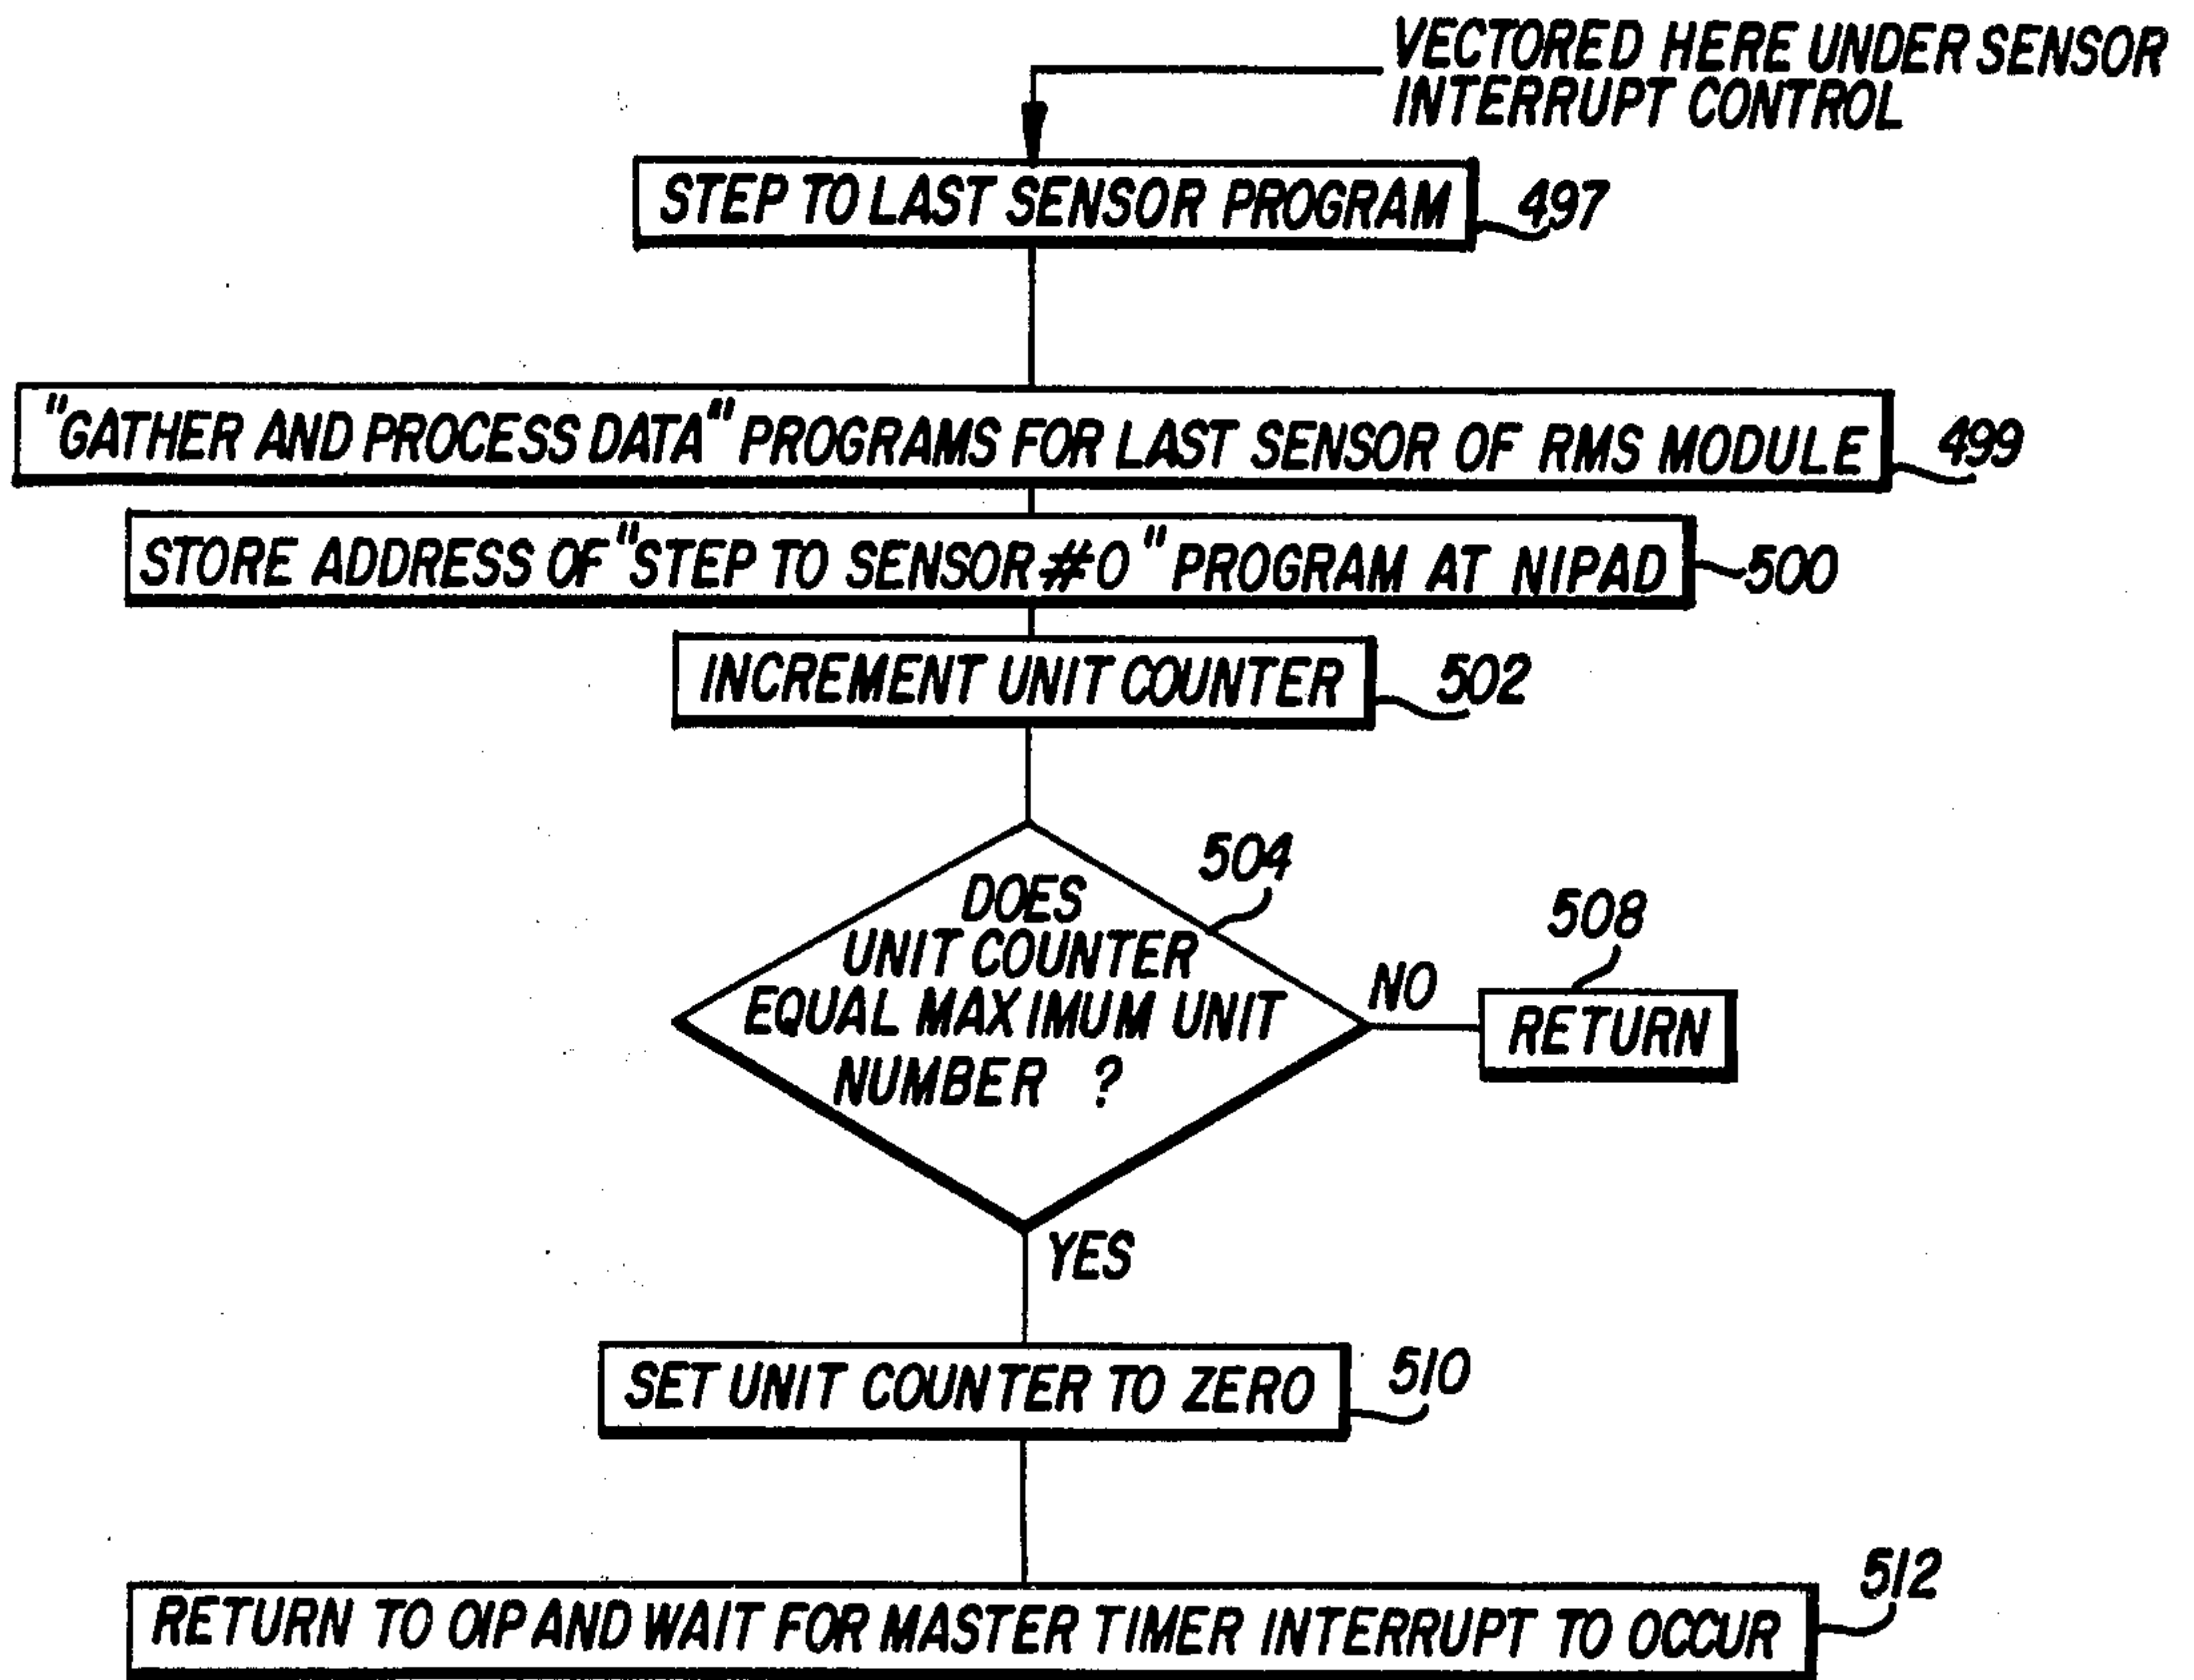 VECTORED HERE UNDER SENSOR
INTERRUPT CONTROL
STEP TO LAST SENSOR PROGRAM
497
"GATHER AND PROCESS DATA" PROGRAMS FOR LAST SENSOR OF RMS MODULE
499
STORE ADDRESS OF "STEP TO SENSOR #0" PROGRAM AT NIPAD
500
INCREMENT UNIT COUNTER
502
504
DOES
UNIT COUNTER
EQUAL MAXIMUM UNIT
NUMBER ?
NO
508
RETURN
YES
SET UNIT COUNTER TO ZERO
510
RETURN TO OIP AND WAIT FOR MASTER TIMER INTERRUPT TO OCCUR
512